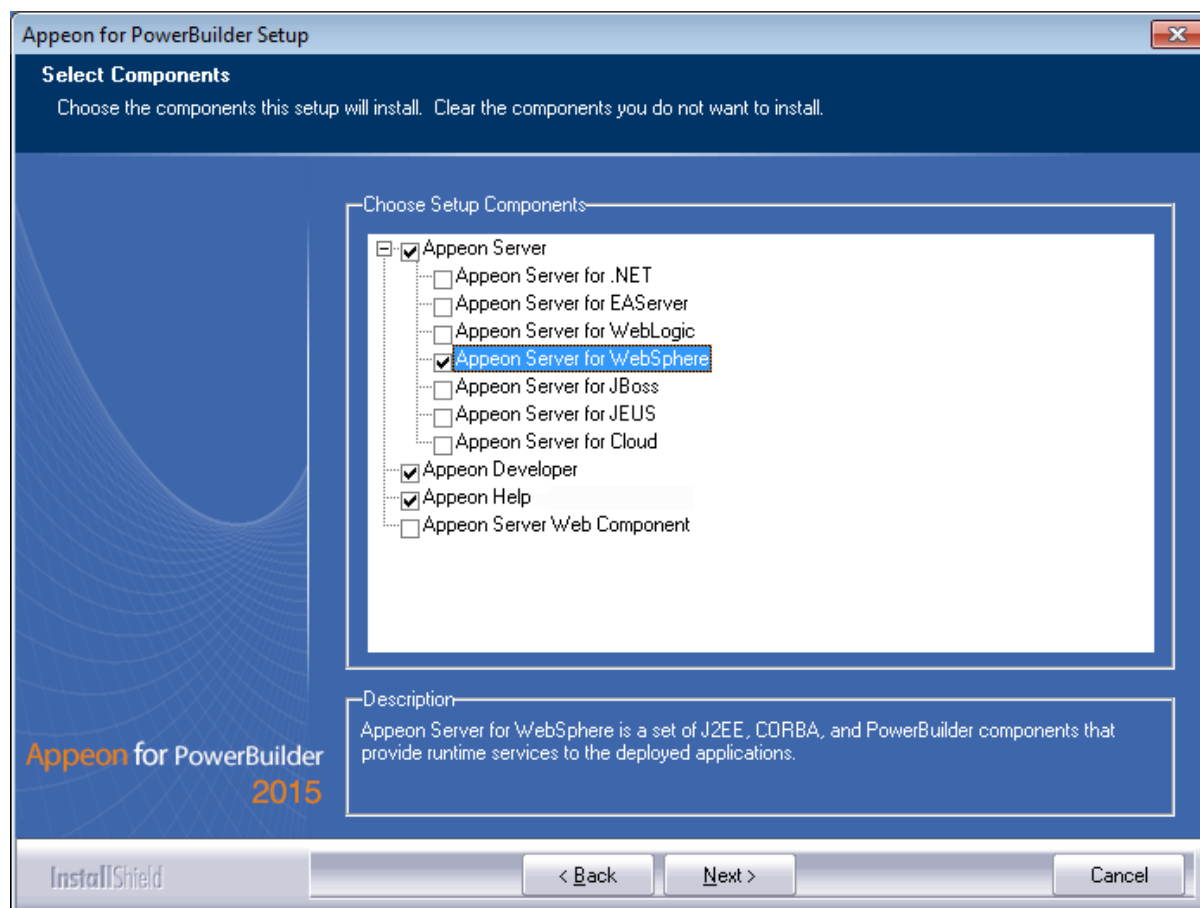 Appeon for PowerBuilder Setup
Select Components
Choose the components this setup will install. Clear the components you do not want to install.
Choose Setup Components
Appeon Server
Appeon Server for .NET
Appeon Server for EAServer
Appeon Server for WebLogic
Appeon Server for WebSphere
Appeon Server for JBoss
Appeon Server for JEUS
Appeon Server for Cloud
Appeon Developer
Appeon Help
Appeon Server Web Component
Description
Appeon Server for WebSphere is a set of J2EE, CORBA, and PowerBuilder components that
provide runtime services to the deployed applications.
Appeon for PowerBuilder
2015
InstallShield
< Back
Next >
Cancel